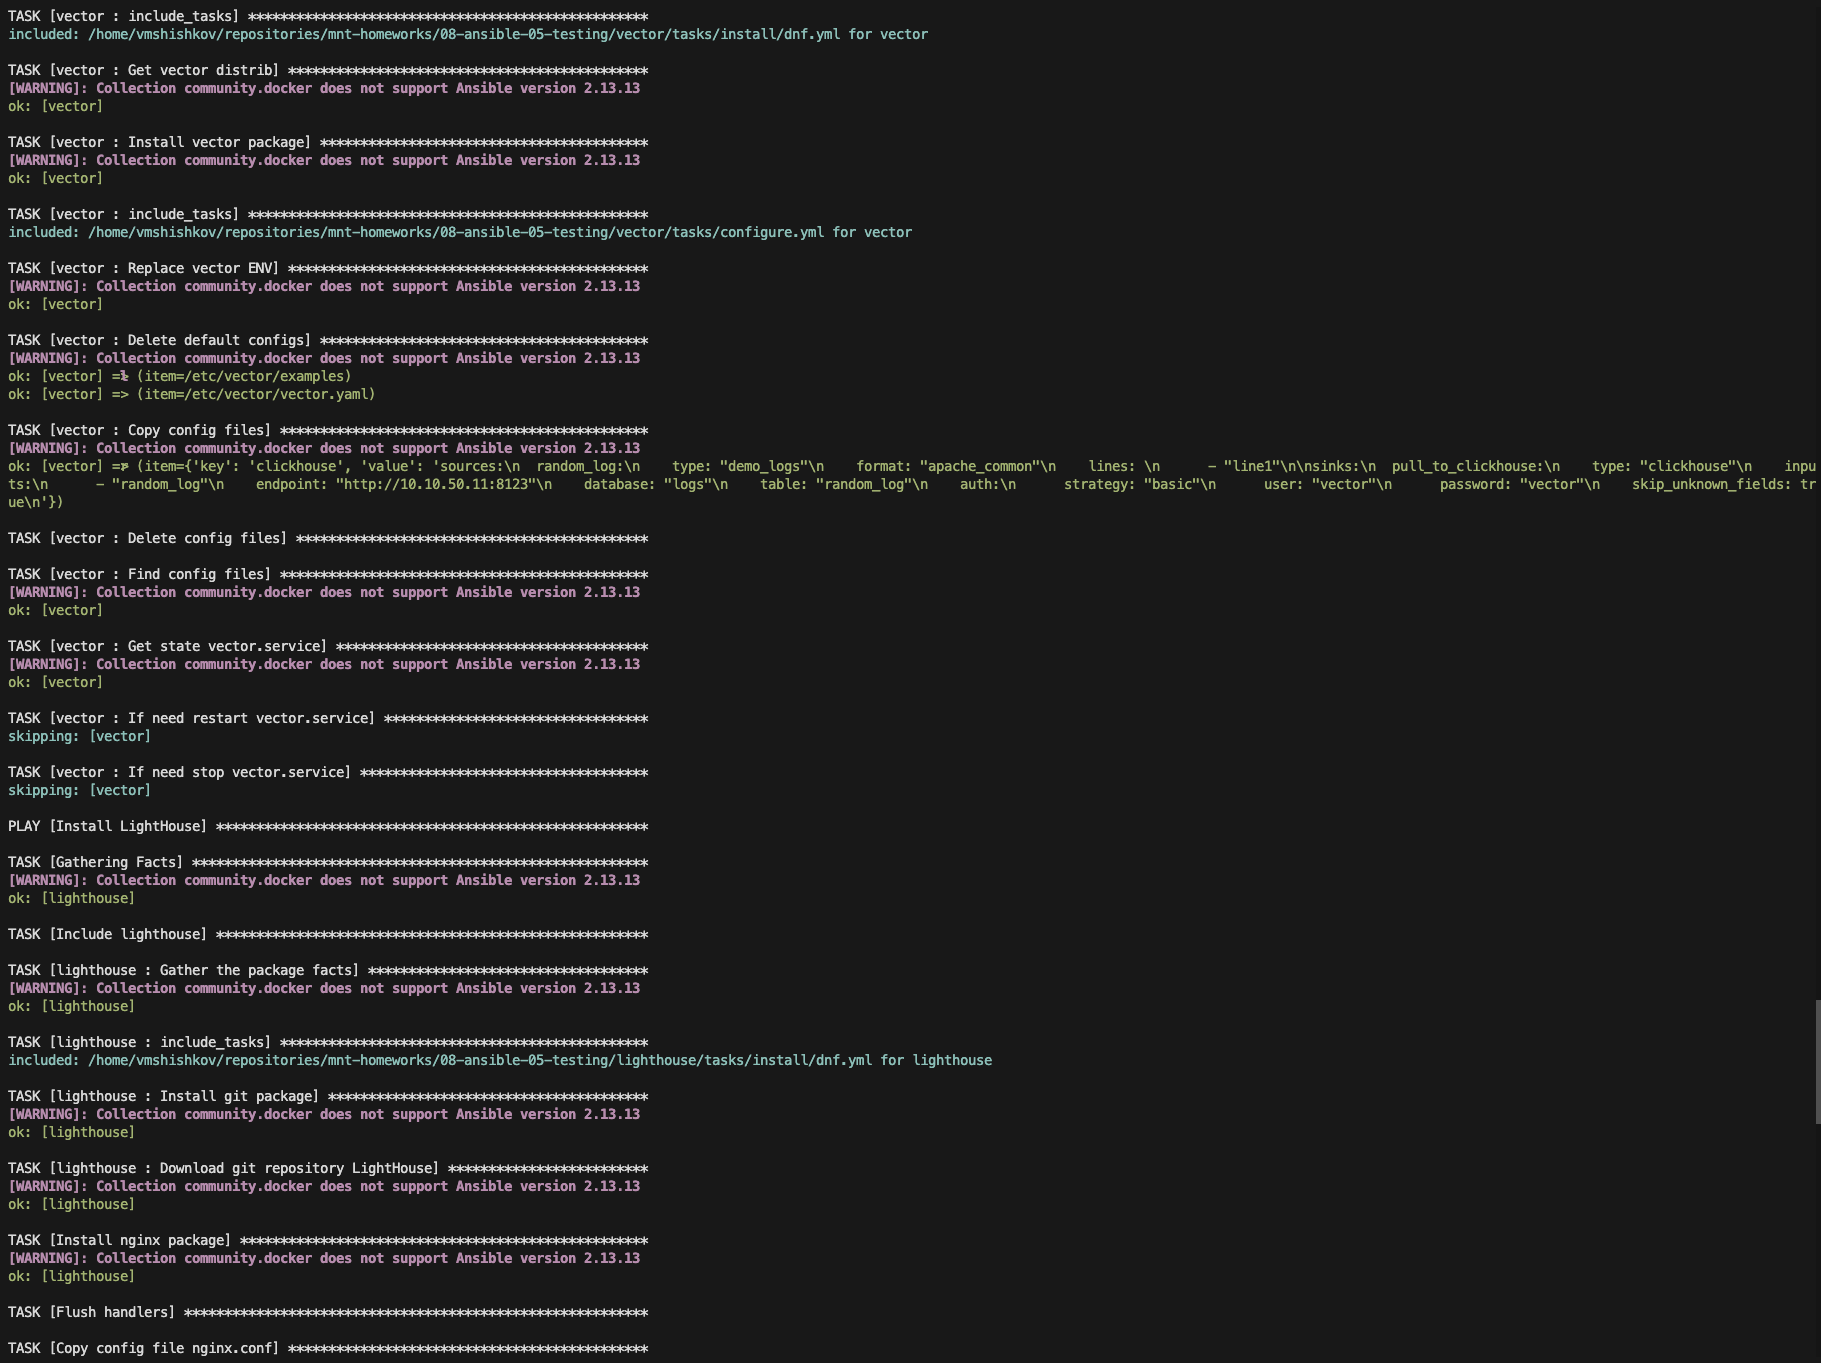 TASK [vector : include_tasks] **************************************************
included: /home/vmshishkov/repositories/mnt-homeworks/08-ansible-05-testing/vector/tasks/install/dnf.yml for vector
TASK [vector : Get vector distrib] *********************************************
[WARNING]: Collection community.docker does not support Ansible version 2.13.13
ok: [vector]
TASK [vector : Install vector package] *****************************************
[WARNING]: Collection community.docker does not support Ansible version 2.13.13
ok: [vector]
TASK [vector : include_tasks] **************************************************
included: /home/vmshishkov/repositories/mnt-homeworks/08-ansible-05-testing/vector/tasks/configure.yml for vector
TASK [vector : Replace vector ENV] *********************************************
[WARNING]: Collection community.docker does not support Ansible version 2.13.13
ok: [vector]
TASK [vector : Delete default configs] *****************************************
[WARNING]: Collection community.docker does not support Ansible version 2.13.13
ok: [vector] => (item=/etc/vector/examples)
ok: [vector] => (item=/etc/vector/vector.yaml)
TASK [vector : Copy config files] **********************************************
[WARNING]: Collection community.docker does not support Ansible version 2.13.13
ok: [vector] => (item={'key': 'clickhouse', 'value': 'sources:\n  random_log:\n    type: "demo_logs"\n    format: "apache_common"\n    lines: \n      - "line1"\n\nsinks:\n  pull_to_clickhouse:\n    type: "clickhouse"\n    inpu
ts:\n      - "random_log"\n    endpoint: "http://10.10.50.11:8123"\n    database: "logs"\n    table: "random_log"\n    auth:\n      strategy: "basic"\n      user: "vector"\n      password: "vector"\n    skip_unknown_fields: tr
ue\n'})
TASK [vector : Delete config files] ********************************************
TASK [vector : Find config files] **********************************************
[WARNING]: Collection community.docker does not support Ansible version 2.13.13
ok: [vector]
TASK [vector : Get state vector.service] ***************************************
[WARNING]: Collection community.docker does not support Ansible version 2.13.13
ok: [vector]
TASK [vector : If need restart vector.service] *********************************
skipping: [vector]
TASK [vector : If need stop vector.service] ************************************
skipping: [vector]
PLAY [Install LightHouse] ******************************************************
TASK [Gathering Facts] *********************************************************
[WARNING]: Collection community.docker does not support Ansible version 2.13.13
ok: [lighthouse]
TASK [Include lighthouse] ******************************************************
TASK [lighthouse : Gather the package facts] ***********************************
[WARNING]: Collection community.docker does not support Ansible version 2.13.13
ok: [lighthouse]
TASK [lighthouse : include_tasks] **********************************************
included: /home/vmshishkov/repositories/mnt-homeworks/08-ansible-05-testing/lighthouse/tasks/install/dnf.yml for lighthouse
TASK [lighthouse : Install git package] ****************************************
[WARNING]: Collection community.docker does not support Ansible version 2.13.13
ok: [lighthouse]
TASK [lighthouse : Download git repository LightHouse] *************************
[WARNING]: Collection community.docker does not support Ansible version 2.13.13
ok: [lighthouse]
TASK [Install nginx package] ***************************************************
[WARNING]: Collection community.docker does not support Ansible version 2.13.13
ok: [lighthouse]
TASK [Flush handlers] **********************************************************
TASK [Copy config file nginx.conf] *********************************************